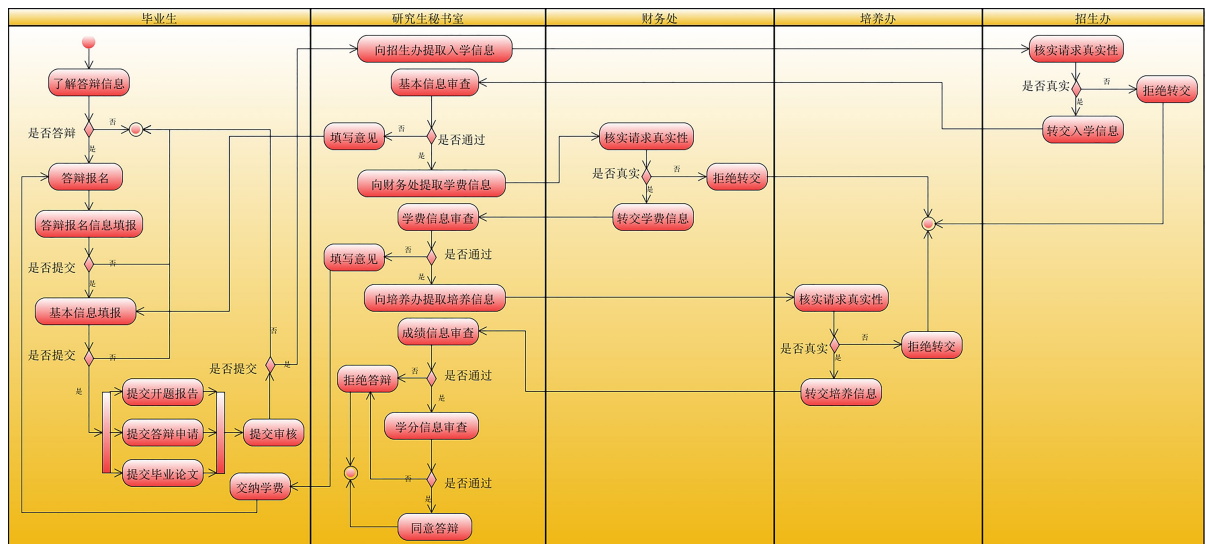 毕业生
研究生秘书室
财务处
培养办
招生办
了解答辩信息
是否答辩
否
是
答辩报名
答辩报名信息填报
是否提交
否
是
基本信息填报
是否提交
否
是
提交开题报告
提交答辩申请
提交毕业论文
提交审核
是否提交
否
是
交纳学费
向招生办提取入学信息
基本信息审查
填写意见
否
是否通过
是
向财务处提取学费信息
学费信息审查
填写意见
否
是否通过
是
向培养办提取培养信息
成绩信息审查
拒绝答辩
否
是否通过
是
学分信息审查
否
是否通过
是
同意答辩
核实请求真实性
是否真实
否
是
拒绝转交
转交学费信息
核实请求真实性
是否真实
否
是
拒绝转交
转交培养信息
核实请求真实性
是否真实
否
是
拒绝转交
转交入学信息